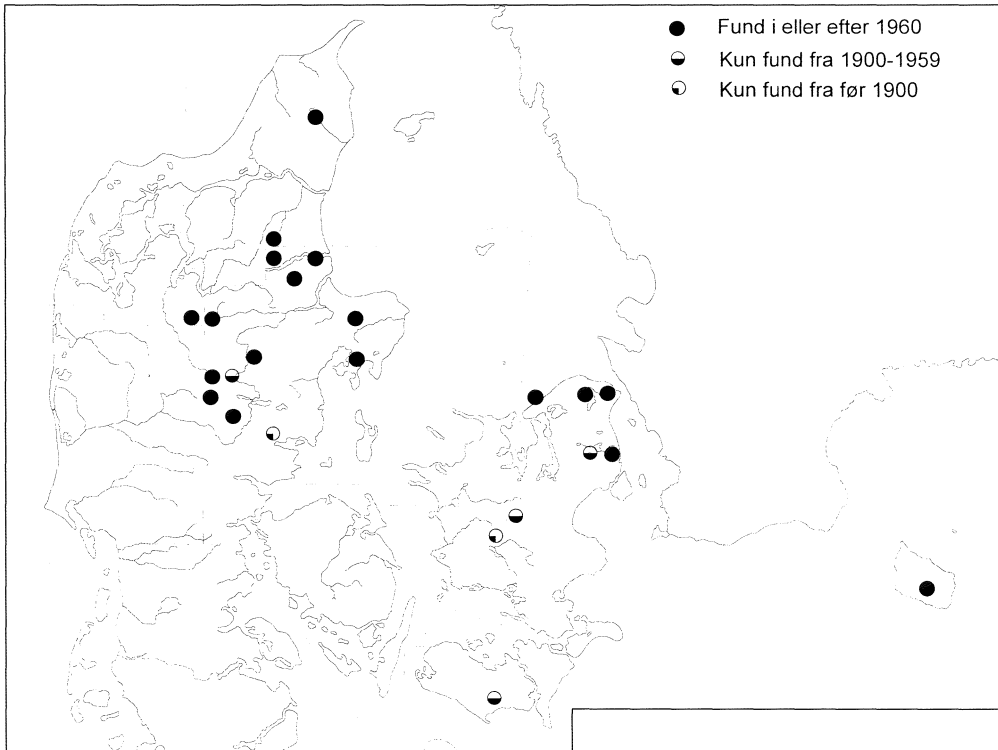 Fund i eller efter 1960
Kun fund fra 1900-1959
Kun fund fra før 1900